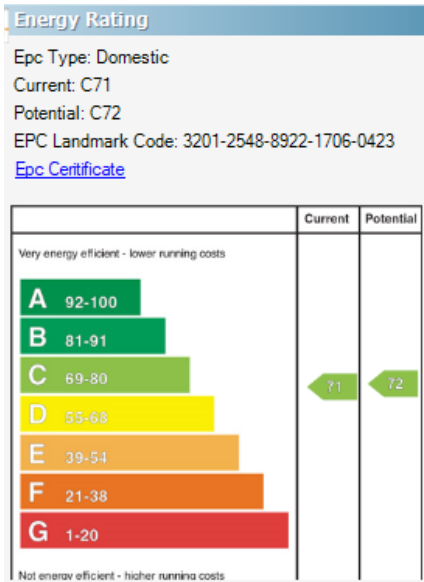 Energy Rating
Epc Type: Domestic
Current: C71
Potential: C72
EPC Landmark Code: 3201-2548-8922-1706-0423
Epc Ceritificate
Current Potential
Very energy efficient - lower running costs
A 92-100
B 81-91
C 69-80 71 72
D 55-68
E 39-54
F 21-38
G 1-20
Not energy efficient - higher running costs